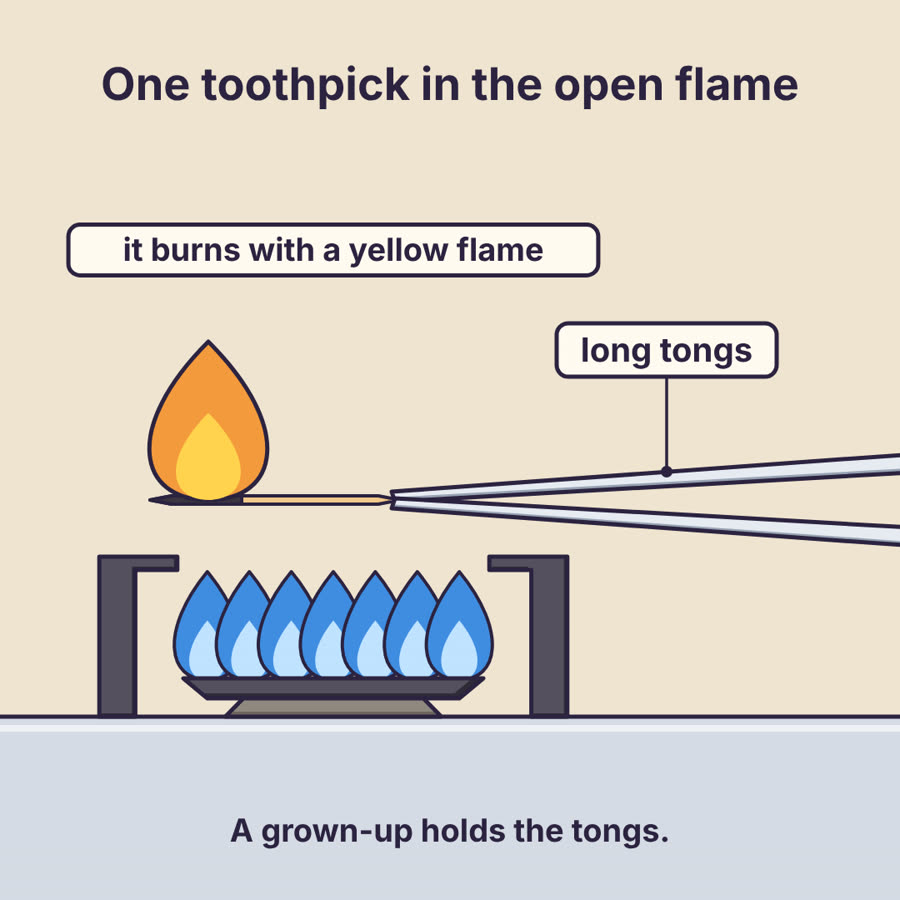 One toothpick in the open flame
it burns with a yellow flame
long tongs
A grown-up holds the tongs.